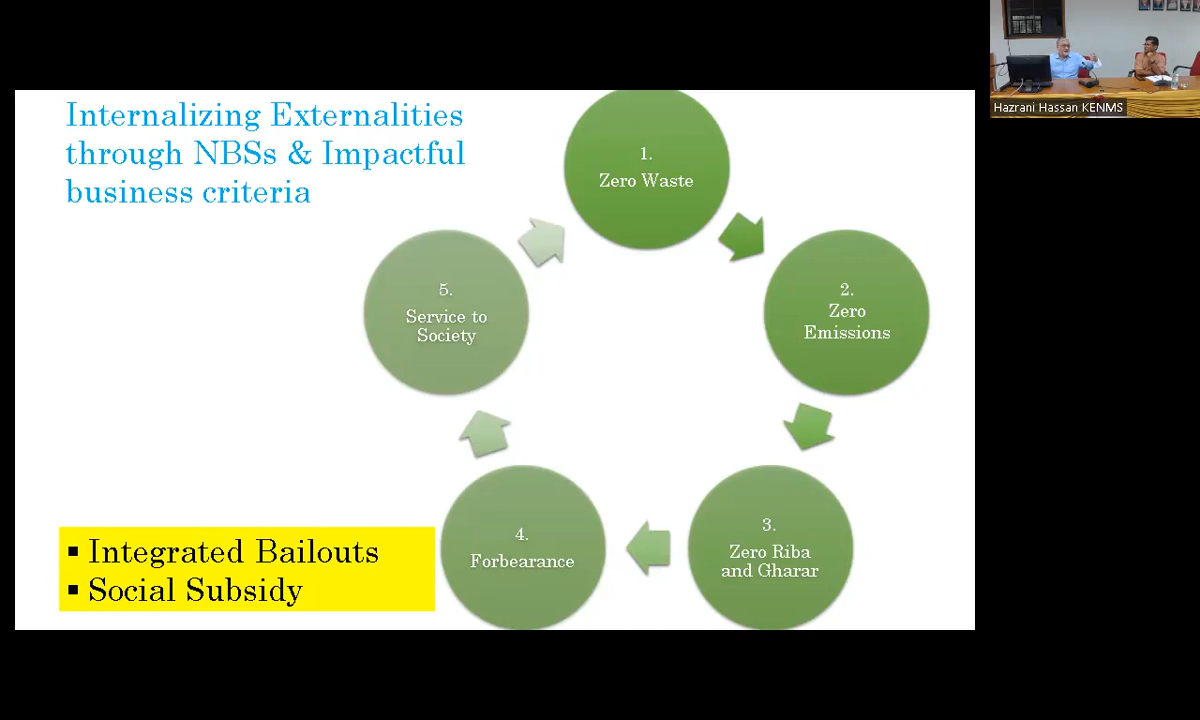 Internalizing Externalities
through NBSs & Impactful
business criteria
1.
Zero Waste
2.
Zero
Emissions
3.
Zero Riba
and Gharar
4.
Forbearance
5.
Service to
Society
▪ Integrated Bailouts
▪ Social Subsidy
Hazrani Hassan KENMS